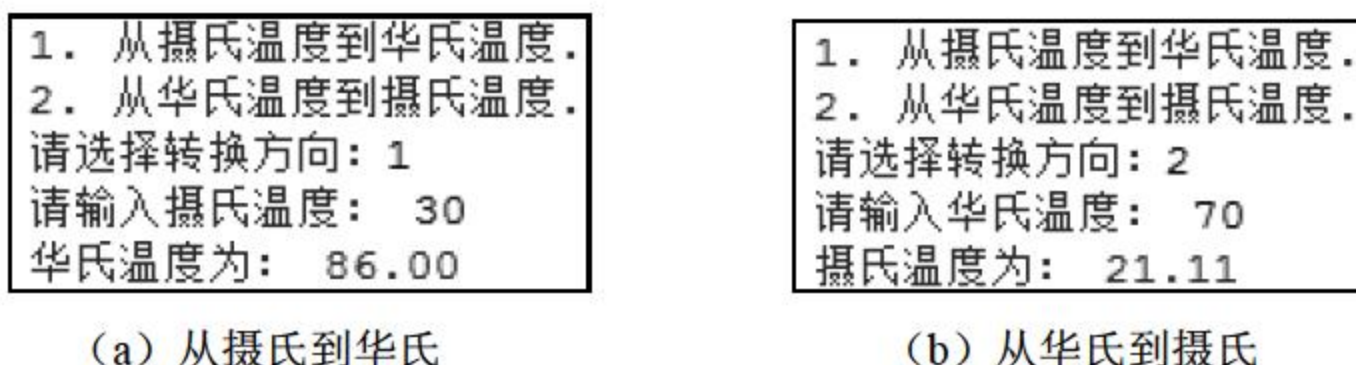 1. 从摄氏温度到华氏温度.
2. 从华氏温度到摄氏温度.
请选择转换方向: 1
请输入摄氏温度: 30
华氏温度为: 86.00
（a）从摄氏到华氏
1. 从摄氏温度到华氏温度.
2. 从华氏温度到摄氏温度.
请选择转换方向: 2
请输入华氏温度: 70
摄氏温度为: 21.11
（b）从华氏到摄氏